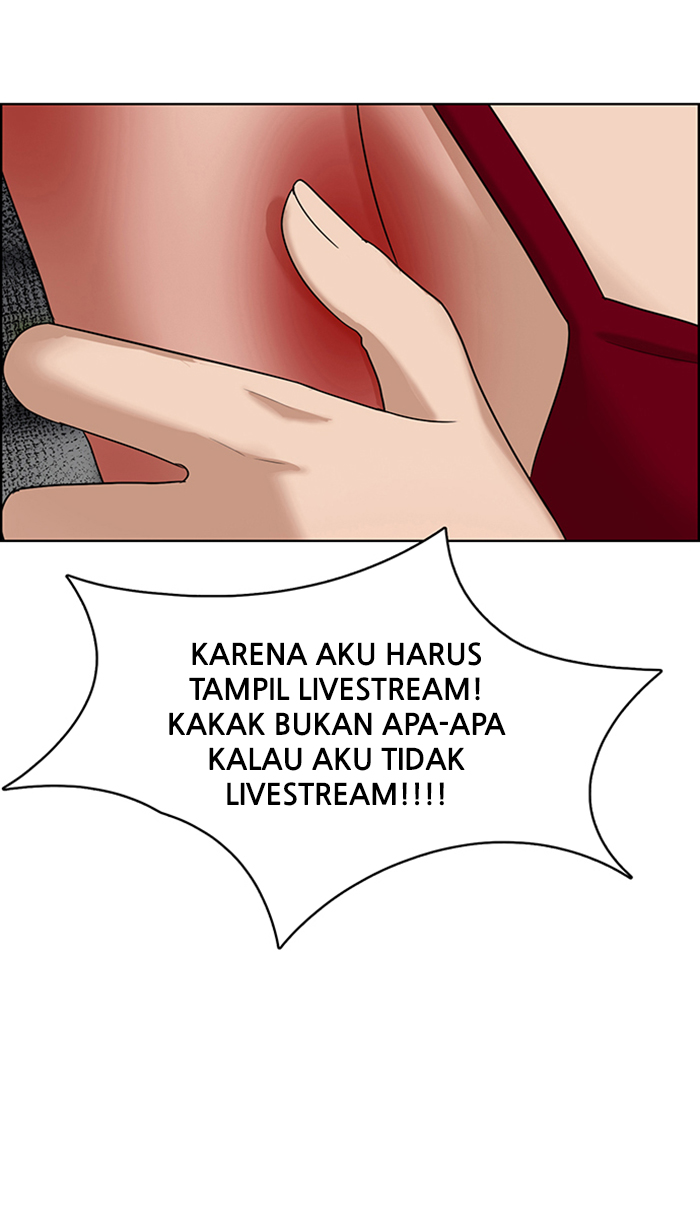 KARENA AKU HARUS
TAMPIL LIVESTREAM!
KAKAK BUKAN APA-APA
KALAU AKU TIDAK
LIVESTREAM!!!!